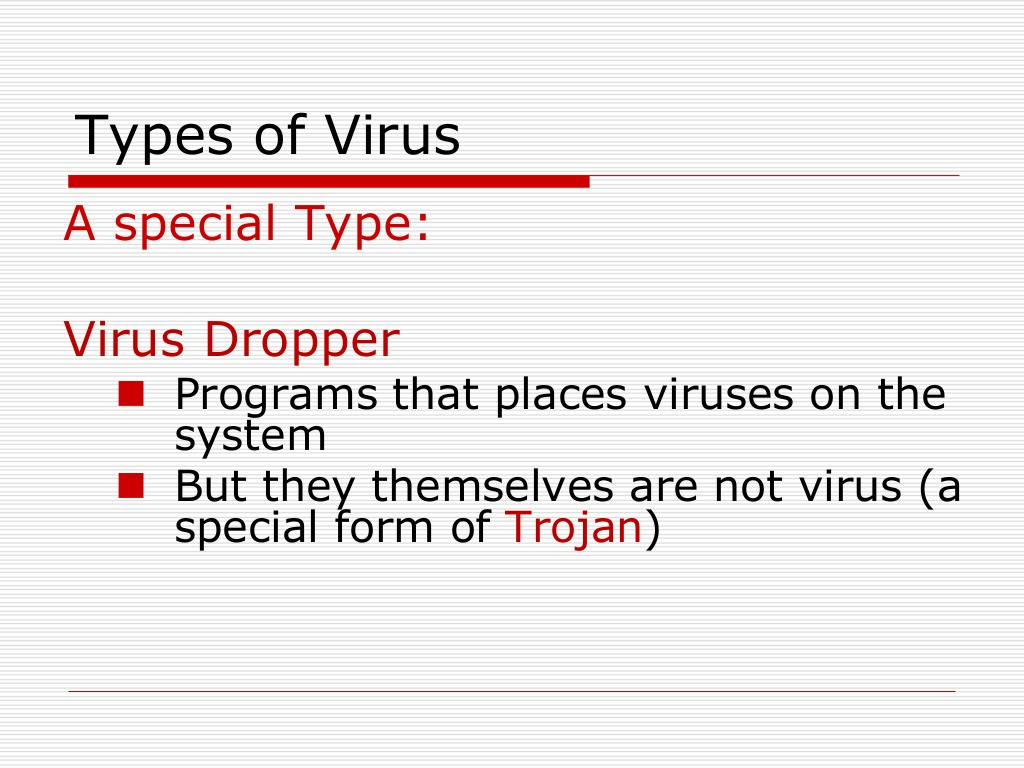 Types of Virus
A special Type:
Virus Dropper
Programs that places viruses on the
system
But they themselves are not virus (a
special form of Trojan)